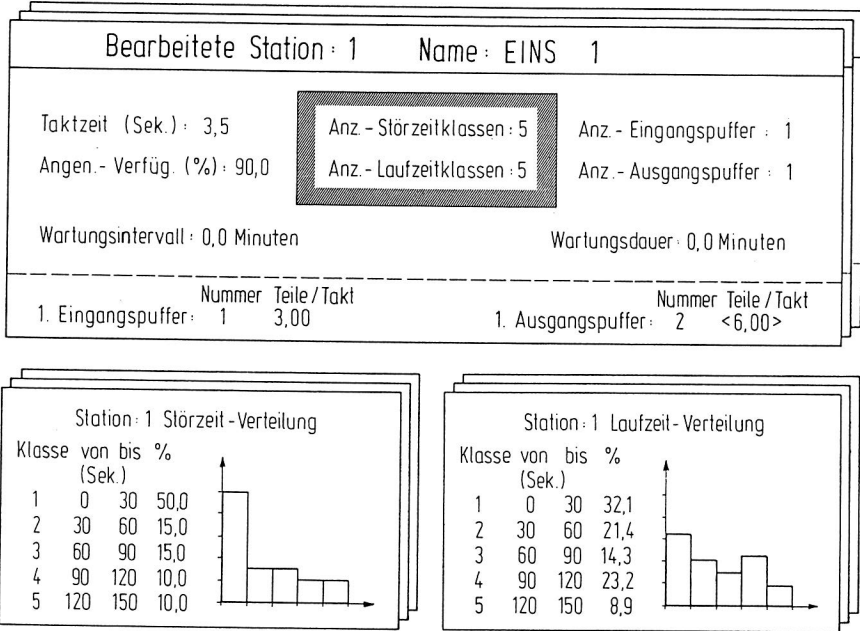 Bearbeitete Station: 1 Name: EINS 1
Taktzeit (Sek.): 3,5 Anz.-Störzeitklassen: 5 Anz.-Eingangspuffer: 1
Angen.-Verfüg. (%): 90,0 Anz.-Laufzeitklassen: 5 Anz.-Ausgangspuffer: 1
Wartungsintervall: 0,0 Minuten Wartungsdauer: 0,0 Minuten
Nummer Teile/Takt Nummer Teile/Takt
1. Eingangspuffer: 1 3,00 1. Ausgangspuffer: 2 <6,00>
Station: 1 Störzeit-Verteilung
Klasse von bis %
(Sek.)
1 0 30 50,0
2 30 60 15,0
3 60 90 15,0
4 90 120 10,0
5 120 150 10,0
Station: 1 Laufzeit-Verteilung
Klasse von bis %
(Sek.)
1 0 30 32,1
2 30 60 21,4
3 60 90 14,3
4 90 120 23,2
5 120 150 8,9